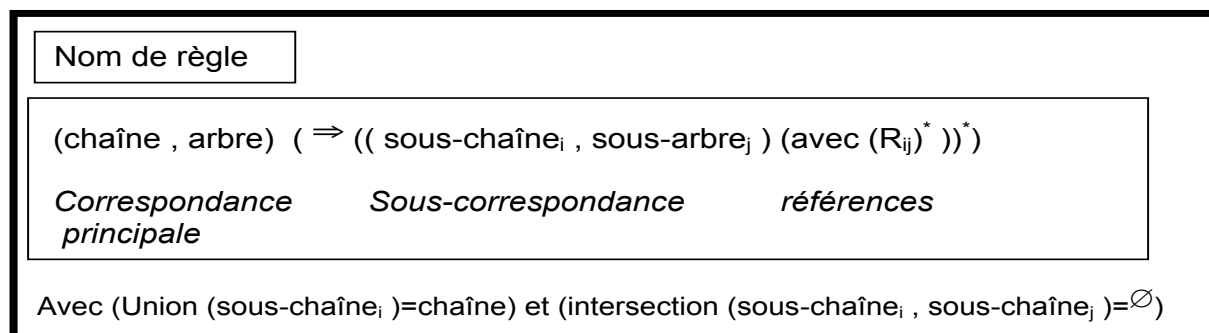 Nom de règle
(chaîne , arbre) ( ⇒ (( sous-chaîneᵢ , sous-arbreⱼ ) (avec (Rᵢⱼ)* ))*)
Correspondance Sous-correspondance références
principale
Avec (Union (sous-chaîneᵢ )=chaîne) et (intersection (sous-chaîneᵢ , sous-chaîneⱼ )=∅)